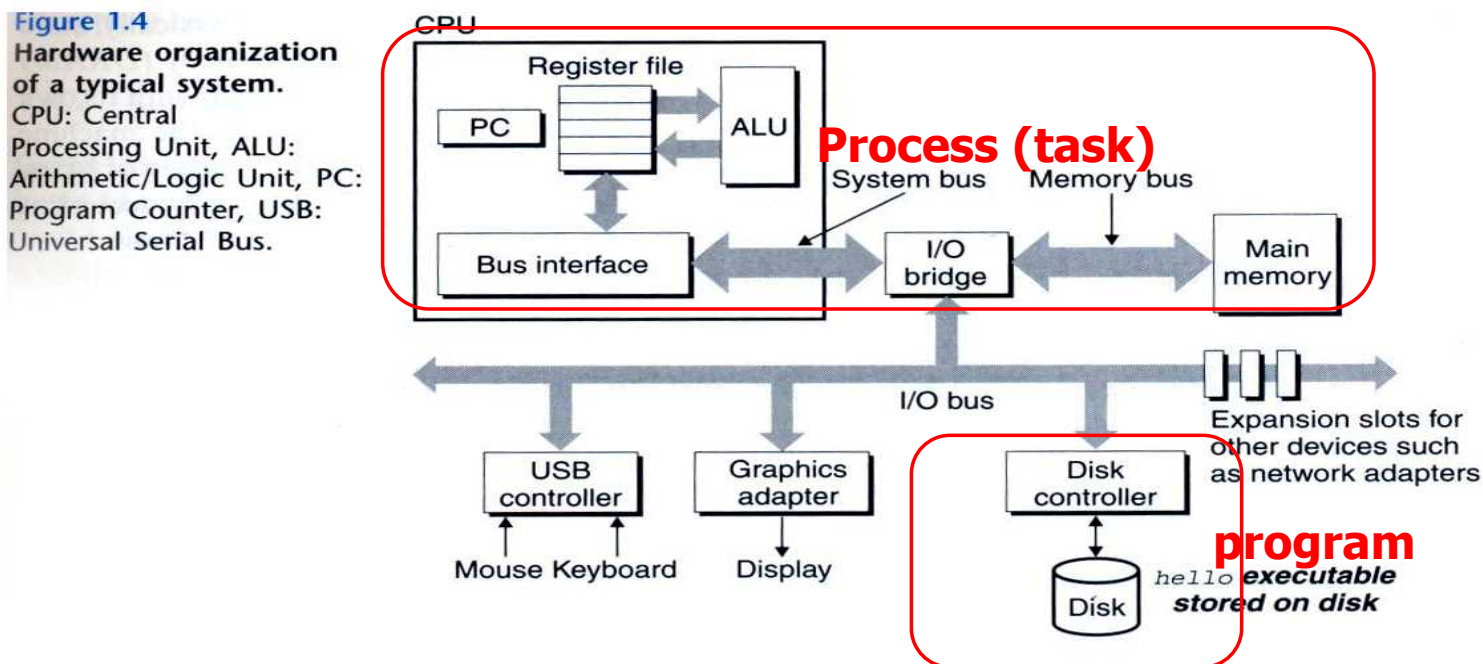 Figure 1.4
Hardware organization
of a typical system.
CPU: Central
Processing Unit, ALU:
Arithmetic/Logic Unit, PC:
Program Counter, USB:
Universal Serial Bus.
CPU
Register file
PC
ALU
Process (task)
System bus
Memory bus
Bus interface
I/O
bridge
Main
memory
I/O bus
Expansion slots for
other devices such
as network adapters
USB
controller
Graphics
adapter
Disk
controller
Mouse Keyboard
Display
program
Disk
hello executable
stored on disk